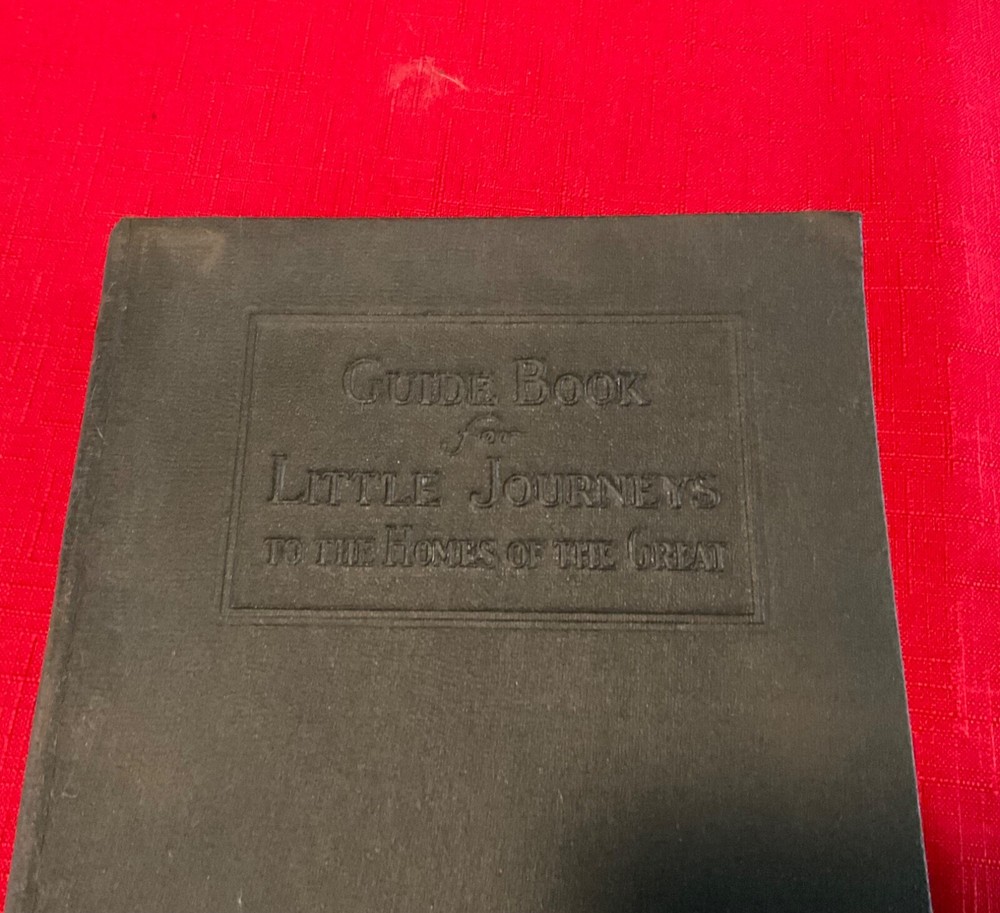 GUIDE BOOK
for
LITTLE JOURNEYS
TO THE HOMES OF THE GREAT